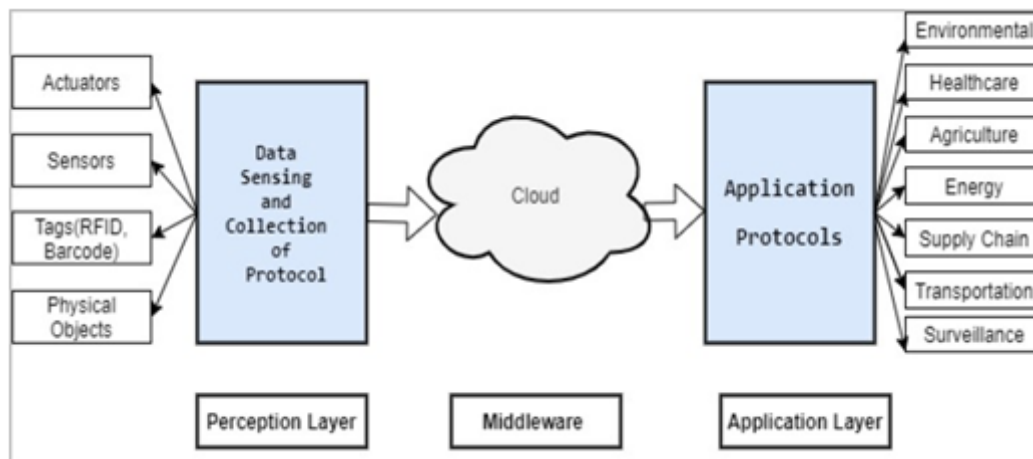 Actuators
Sensors
Tags(RFID,
Barcode)
Physical
Objects
Data
Sensing
and
Collection
of
Protocol
Cloud
Application
Protocols
Environmental
Healthcare
Agriculture
Energy
Supply Chain
Transportation
Surveillance
Perception Layer
Middleware
Application Layer